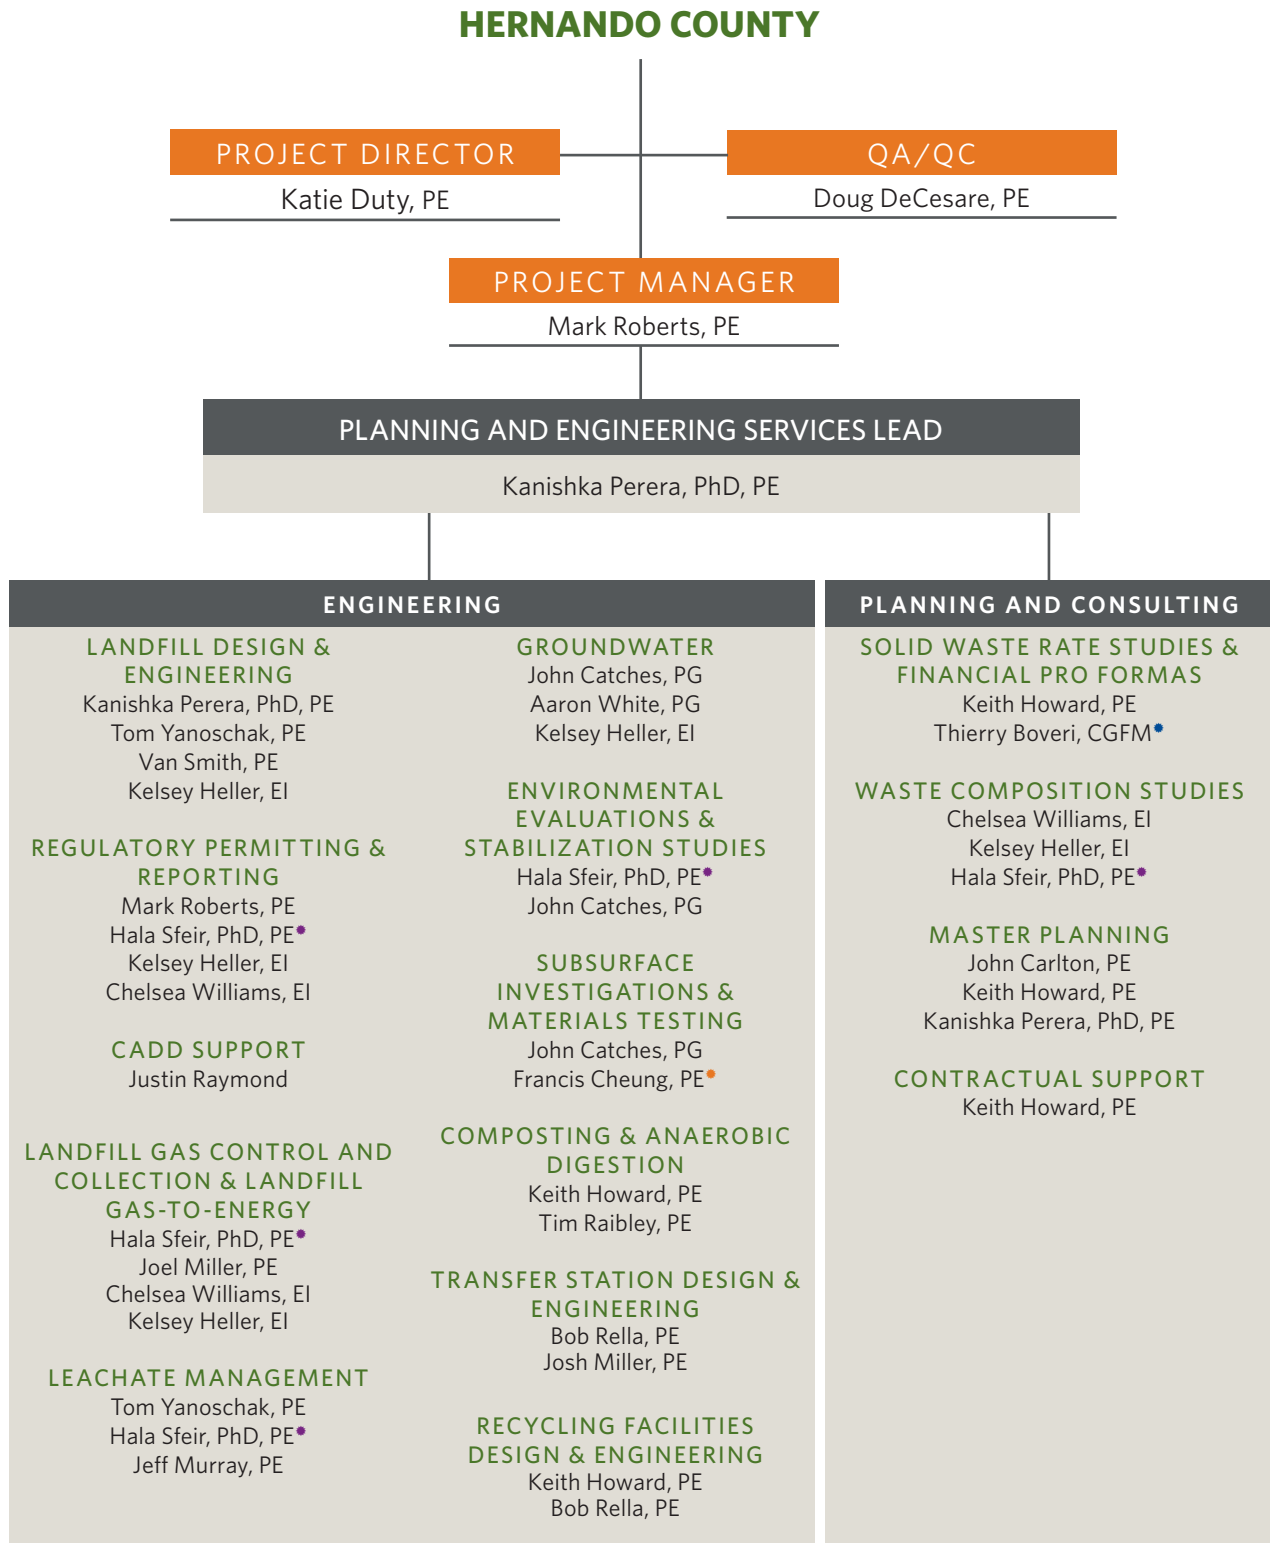 HERNANDO COUNTY
PROJECT DIRECTOR
Katie Duty, PE
QA/QC
Doug DeCesare, PE
PROJECT MANAGER
Mark Roberts, PE
PLANNING AND ENGINEERING SERVICES LEAD
Kanishka Perera, PhD, PE
ENGINEERING
LANDFILL DESIGN &
ENGINEERING
Kanishka Perera, PhD, PE
Tom Yanoschak, PE
Van Smith, PE
Kelsey Heller, EI
REGULATORY PERMITTING &
REPORTING
Mark Roberts, PE
Hala Sfeir, PhD, PE
Kelsey Heller, EI
Chelsea Williams, EI
CADD SUPPORT
Justin Raymond
LANDFILL GAS CONTROL AND
COLLECTION & LANDFILL
GAS-TO-ENERGY
Hala Sfeir, PhD, PE
Joel Miller, PE
Chelsea Williams, EI
Kelsey Heller, EI
LEACHATE MANAGEMENT
Tom Yanoschak, PE
Hala Sfeir, PhD, PE
Jeff Murray, PE
GROUNDWATER
John Catches, PG
Aaron White, PG
Kelsey Heller, EI
ENVIRONMENTAL
EVALUATIONS &
STABILIZATION STUDIES
Hala Sfeir, PhD, PE
John Catches, PG
SUBSURFACE
INVESTIGATIONS &
MATERIALS TESTING
John Catches, PG
Francis Cheung, PE
COMPOSTING & ANAEROBIC
DIGESTION
Keith Howard, PE
Tim Raibley, PE
TRANSFER STATION DESIGN &
ENGINEERING
Bob Rella, PE
Josh Miller, PE
RECYCLING FACILITIES
DESIGN & ENGINEERING
Keith Howard, PE
Bob Rella, PE
PLANNING AND CONSULTING
SOLID WASTE RATE STUDIES &
FINANCIAL PRO FORMAS
Keith Howard, PE
Thierry Boveri, CGFM
WASTE COMPOSITION STUDIES
Chelsea Williams, EI
Kelsey Heller, EI
Hala Sfeir, PhD, PE
MASTER PLANNING
John Carlton, PE
Keith Howard, PE
Kanishka Perera, PhD, PE
CONTRACTUAL SUPPORT
Keith Howard, PE